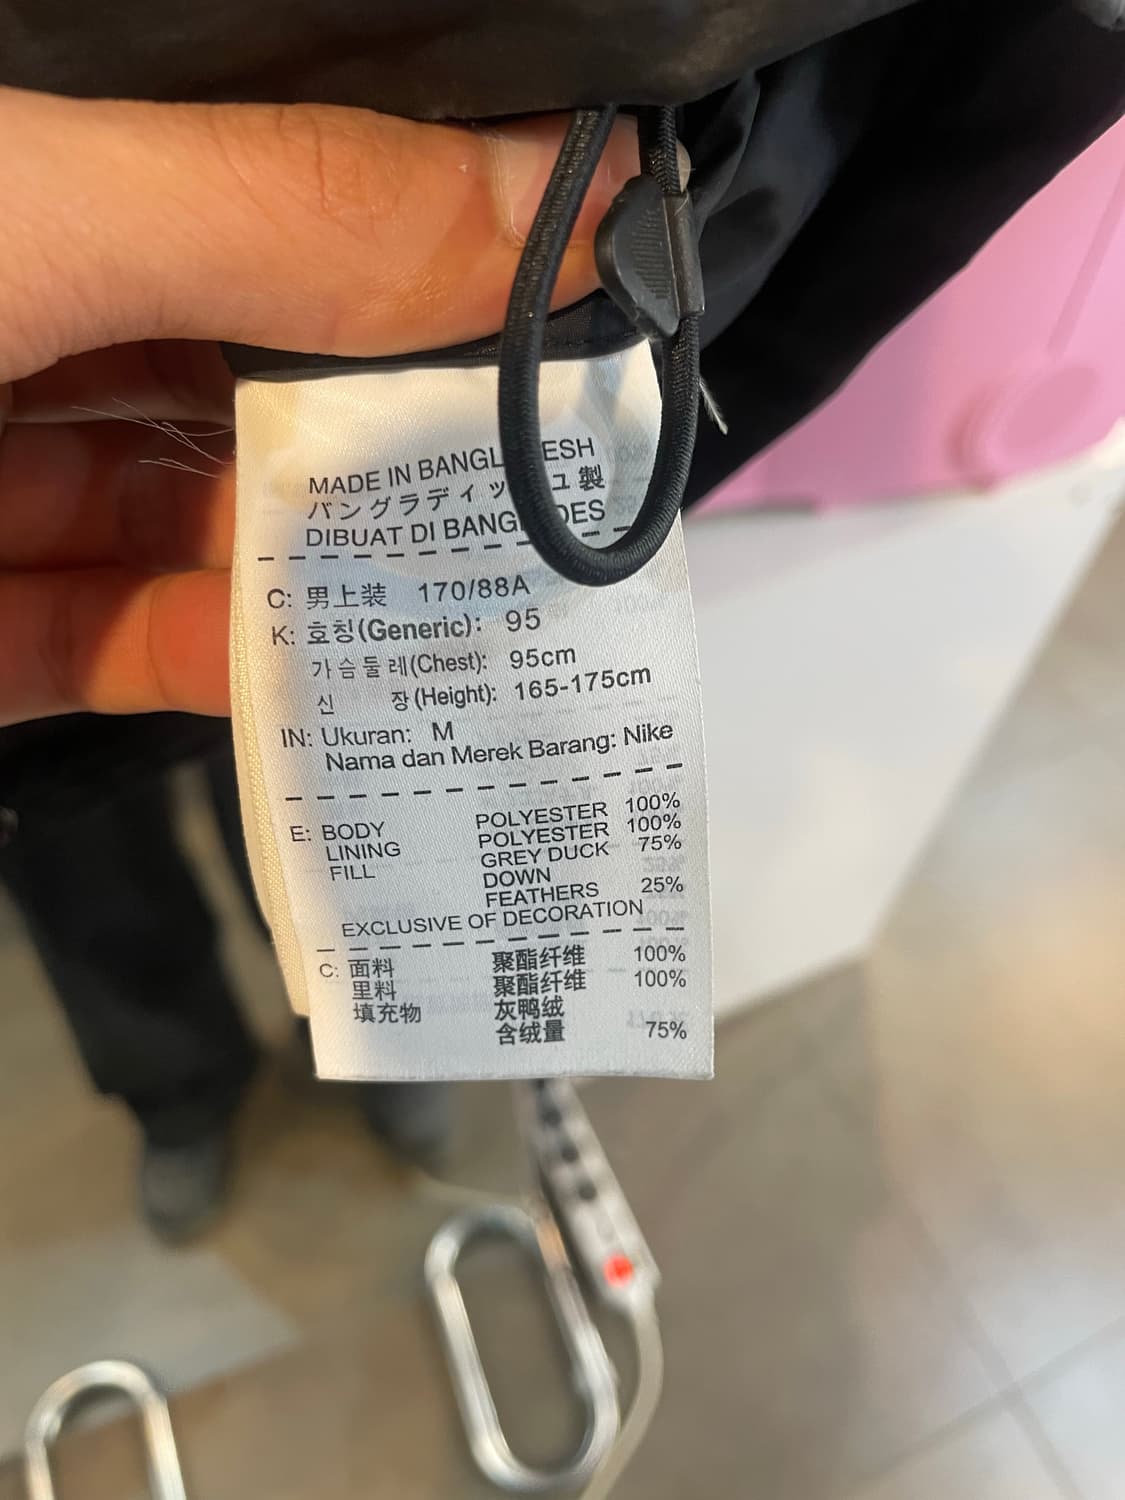 MADE IN BANGL ESH
バングラディッ ュ製
DIBUAT DI BANG DES
C: 男上装 170/88A
K: 호칭(Generic): 95
가슴둘레(Chest): 95cm
신 장(Height): 165-175cm
IN: Ukuran: M
Nama dan Merek Barang: Nike
E: BODY POLYESTER 100%
LINING POLYESTER 100%
FILL GREY DUCK 75%
DOWN
FEATHERS 25%
EXCLUSIVE OF DECORATION
C: 面料 聚酯纤维 100%
里料 聚酯纤维 100%
填充物 灰鸭绒
含绒量 75%